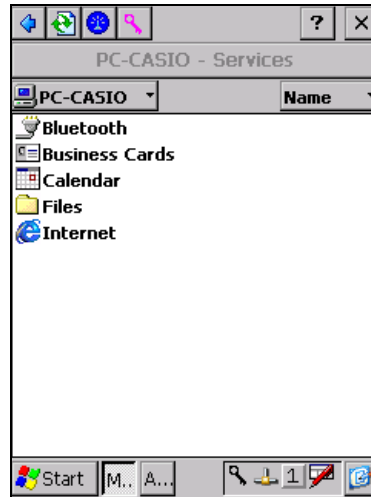 ?
PC-CASIO - Services
PC-CASIO Name
Bluetooth
Business Cards
Calendar
Files
Internet
Start M.. A... 1